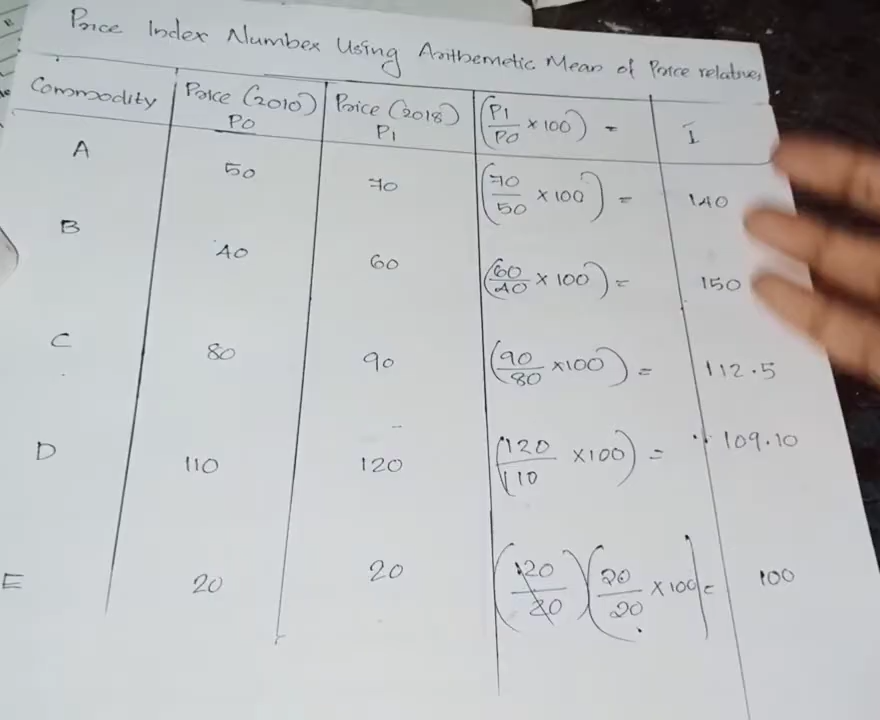 Price Index Number Using Arithemetic Mean of Price relatives
Commodity Price (2010) P0 Price (2018) P1 (P1/P0 × 100) = I
A 50 70 (70/50 × 100) = 140
B 40 60 (60/40 × 100) = 150
C 80 90 (90/80 × 100) = 112.5
D 110 120 (120/110 × 100) = 109.10
E 20 20 (120/20) (20/20 × 100) = 100